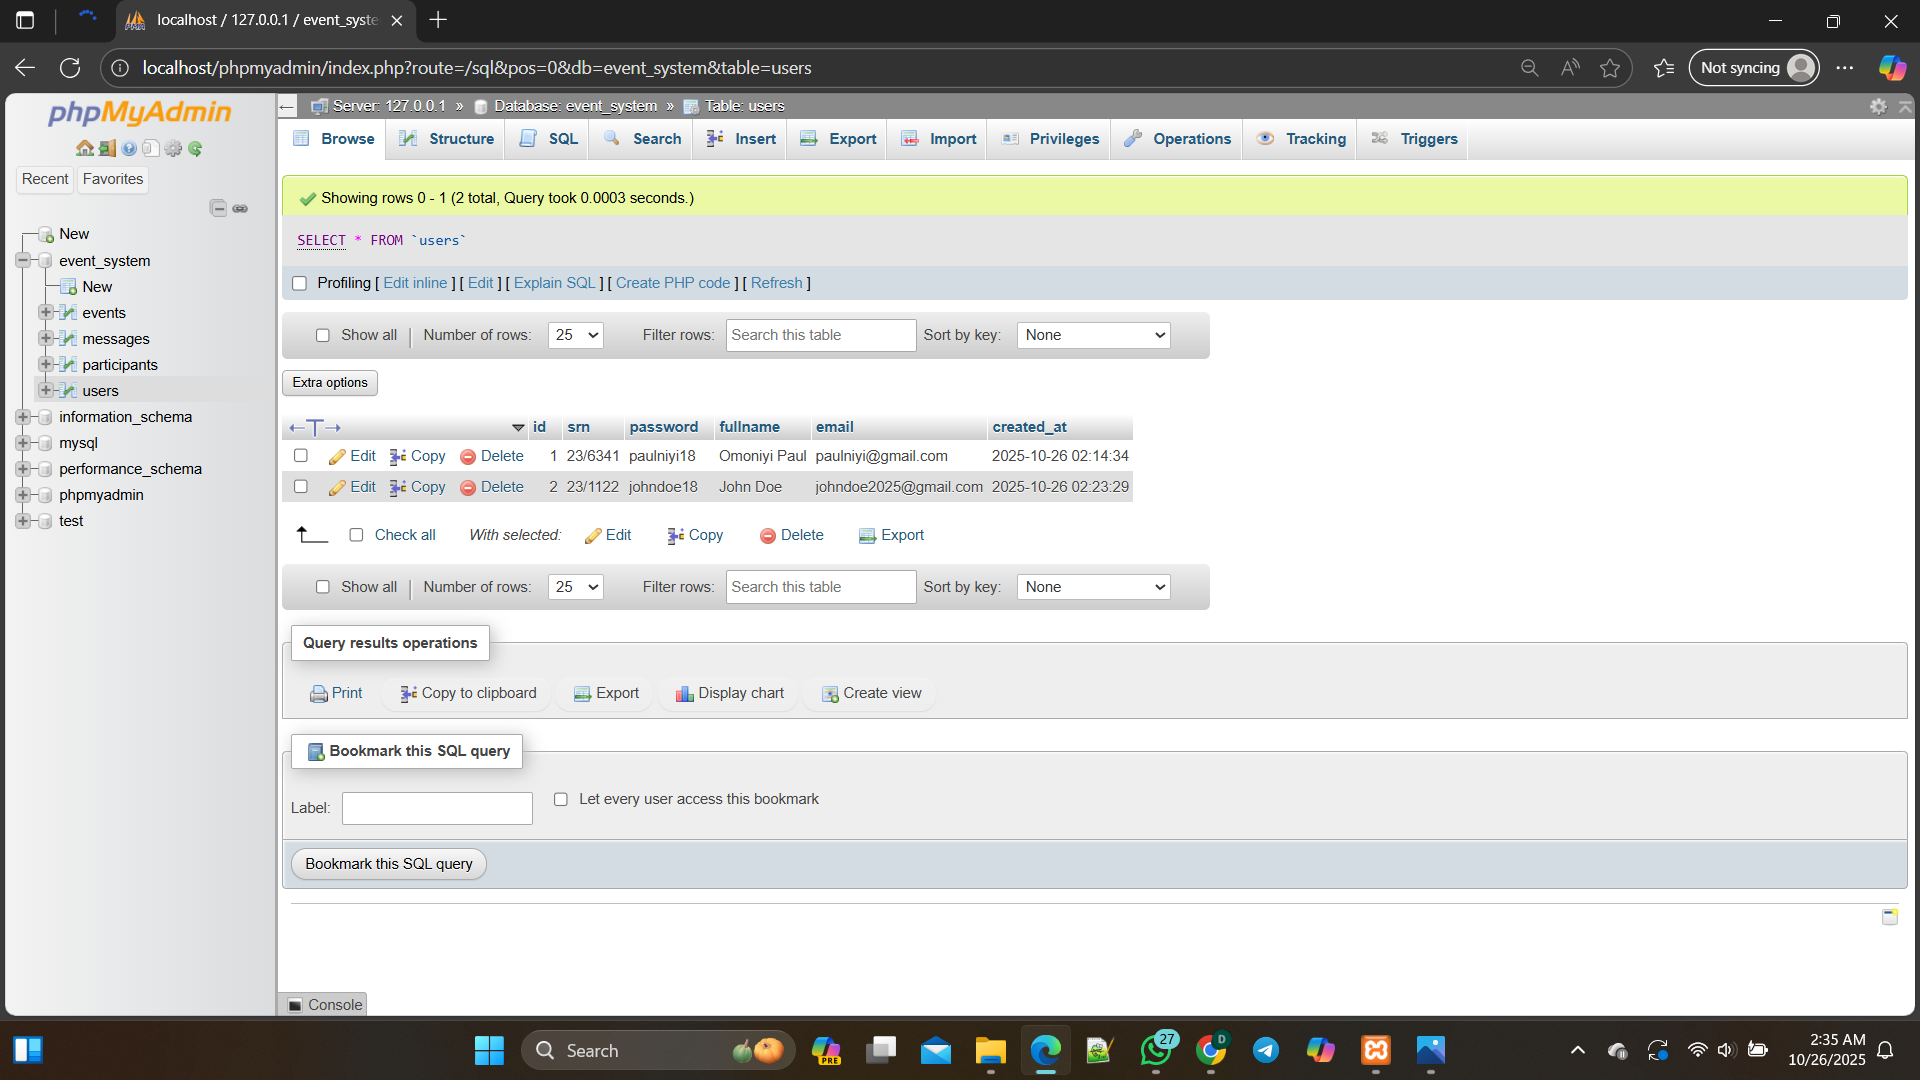 localhost / 127.0.0.1 / event_syste
localhost/phpmyadmin/index.php?route=/sql&pos=0&db=event_system&table=users
Not syncing
phpMyAdmin
Recent
Favorites
New
event_system
New
events
messages
participants
users
information_schema
mysql
performance_schema
phpmyadmin
test
Server: 127.0.0.1 » Database: event_system » Table: users
Browse Structure SQL Search Insert Export Import Privileges Operations Tracking Triggers
Showing rows 0 - 1 (2 total, Query took 0.0003 seconds.)
SELECT * FROM `users`
Profiling [ Edit inline ] [ Edit ] [ Explain SQL ] [ Create PHP code ] [ Refresh ]
Show all Number of rows: 25 Filter rows: Search this table Sort by key: None
Extra options
id srn password fullname email created_at
Edit Copy Delete 1 23/6341 paulniyi18 Omoniyi Paul paulniyi@gmail.com 2025-10-26 02:14:34
Edit Copy Delete 2 23/1122 johndoe18 John Doe johndoe2025@gmail.com 2025-10-26 02:23:29
Check all With selected: Edit Copy Delete Export
Show all Number of rows: 25 Filter rows: Search this table Sort by key: None
Query results operations
Print Copy to clipboard Export Display chart Create view
Bookmark this SQL query
Label:
Let every user access this bookmark
Bookmark this SQL query
Console
Search
PRE
27
D
2:35 AM
10/26/2025